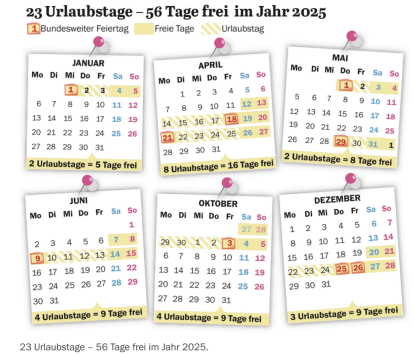 23 Urlaubstage – 56 Tage frei im Jahr 2025
1 Bundesweiter Feiertag Freie Tage Urlaubstag
JANUAR
Mo Di Mi Do Fr Sa So
1 2 3 4 5
6 7 8 9 10 11 12
13 14 15 16 17 18 19
20 21 22 23 24 25 26
27 28 29 30 31
2 Urlaubstage = 5 Tage frei
APRIL
Mo Di Mi Do Fr Sa So
1 2 3 4 5 6
7 8 9 10 11 12 13
14 15 16 17 18 19 20
21 22 23 24 25 26 27
28 29 30 31
8 Urlaubstage = 16 Tage frei
MAI
Mo Di Mi Do Fr Sa So
1 2 3 4
5 6 7 8 9 10 11
12 13 14 15 16 17 18
19 20 21 22 23 24 25
26 27 28 29 30 31 1
2 Urlaubstage = 8 Tage frei
JUNI
Mo Di Mi Do Fr Sa So
1
2 3 4 5 6 7 8
9 10 11 12 13 14 15
16 17 18 19 20 21 22
23 24 25 26 27 28 29
30 31
4 Urlaubstage = 9 Tage frei
OKTOBER
Mo Di Mi Do Fr Sa So
27 28
29 30 1 2 3 4 5
6 7 8 9 10 11 12
13 14 15 16 17 18 19
20 21 22 23 24 25 26
27 28 29 30 31
4 Urlaubstage = 9 Tage frei
DEZEMBER
Mo Di Mi Do Fr Sa So
1 2 3 4 5 6 7
8 9 10 11 12 13 14
15 16 17 18 19 20 21
22 23 24 25 26 27 28
29 30 31
3 Urlaubstage = 9 Tage frei
23 Urlaubstage – 56 Tage frei im Jahr 2025.